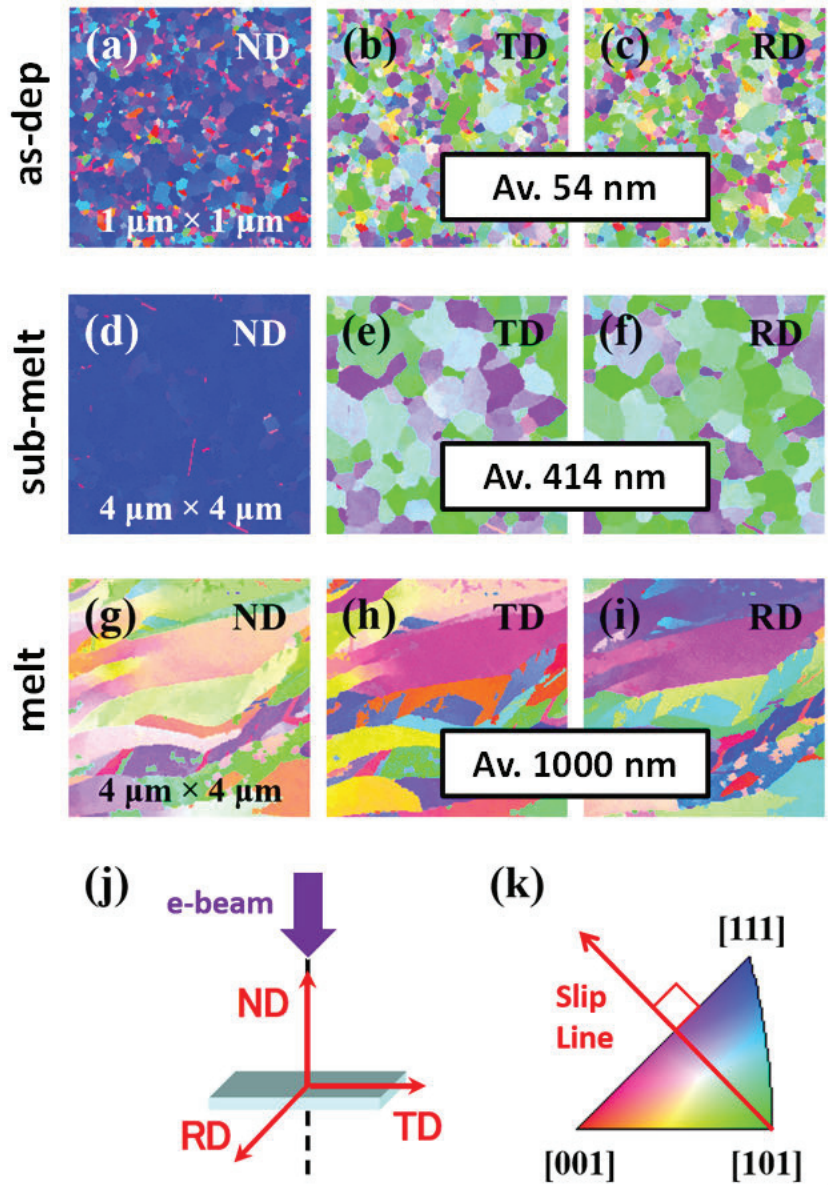 as-dep
(a) ND
(b) TD
(c) RD
Av. 54 nm
1 μm × 1 μm
sub-melt
(d) ND
(e) TD
(f) RD
Av. 414 nm
4 μm × 4 μm
melt
(g) ND
(h) TD
(i) RD
Av. 1000 nm
4 μm × 4 μm
(j)
e-beam
ND
RD
TD
(k)
[111]
Slip
Line
[001]
[101]